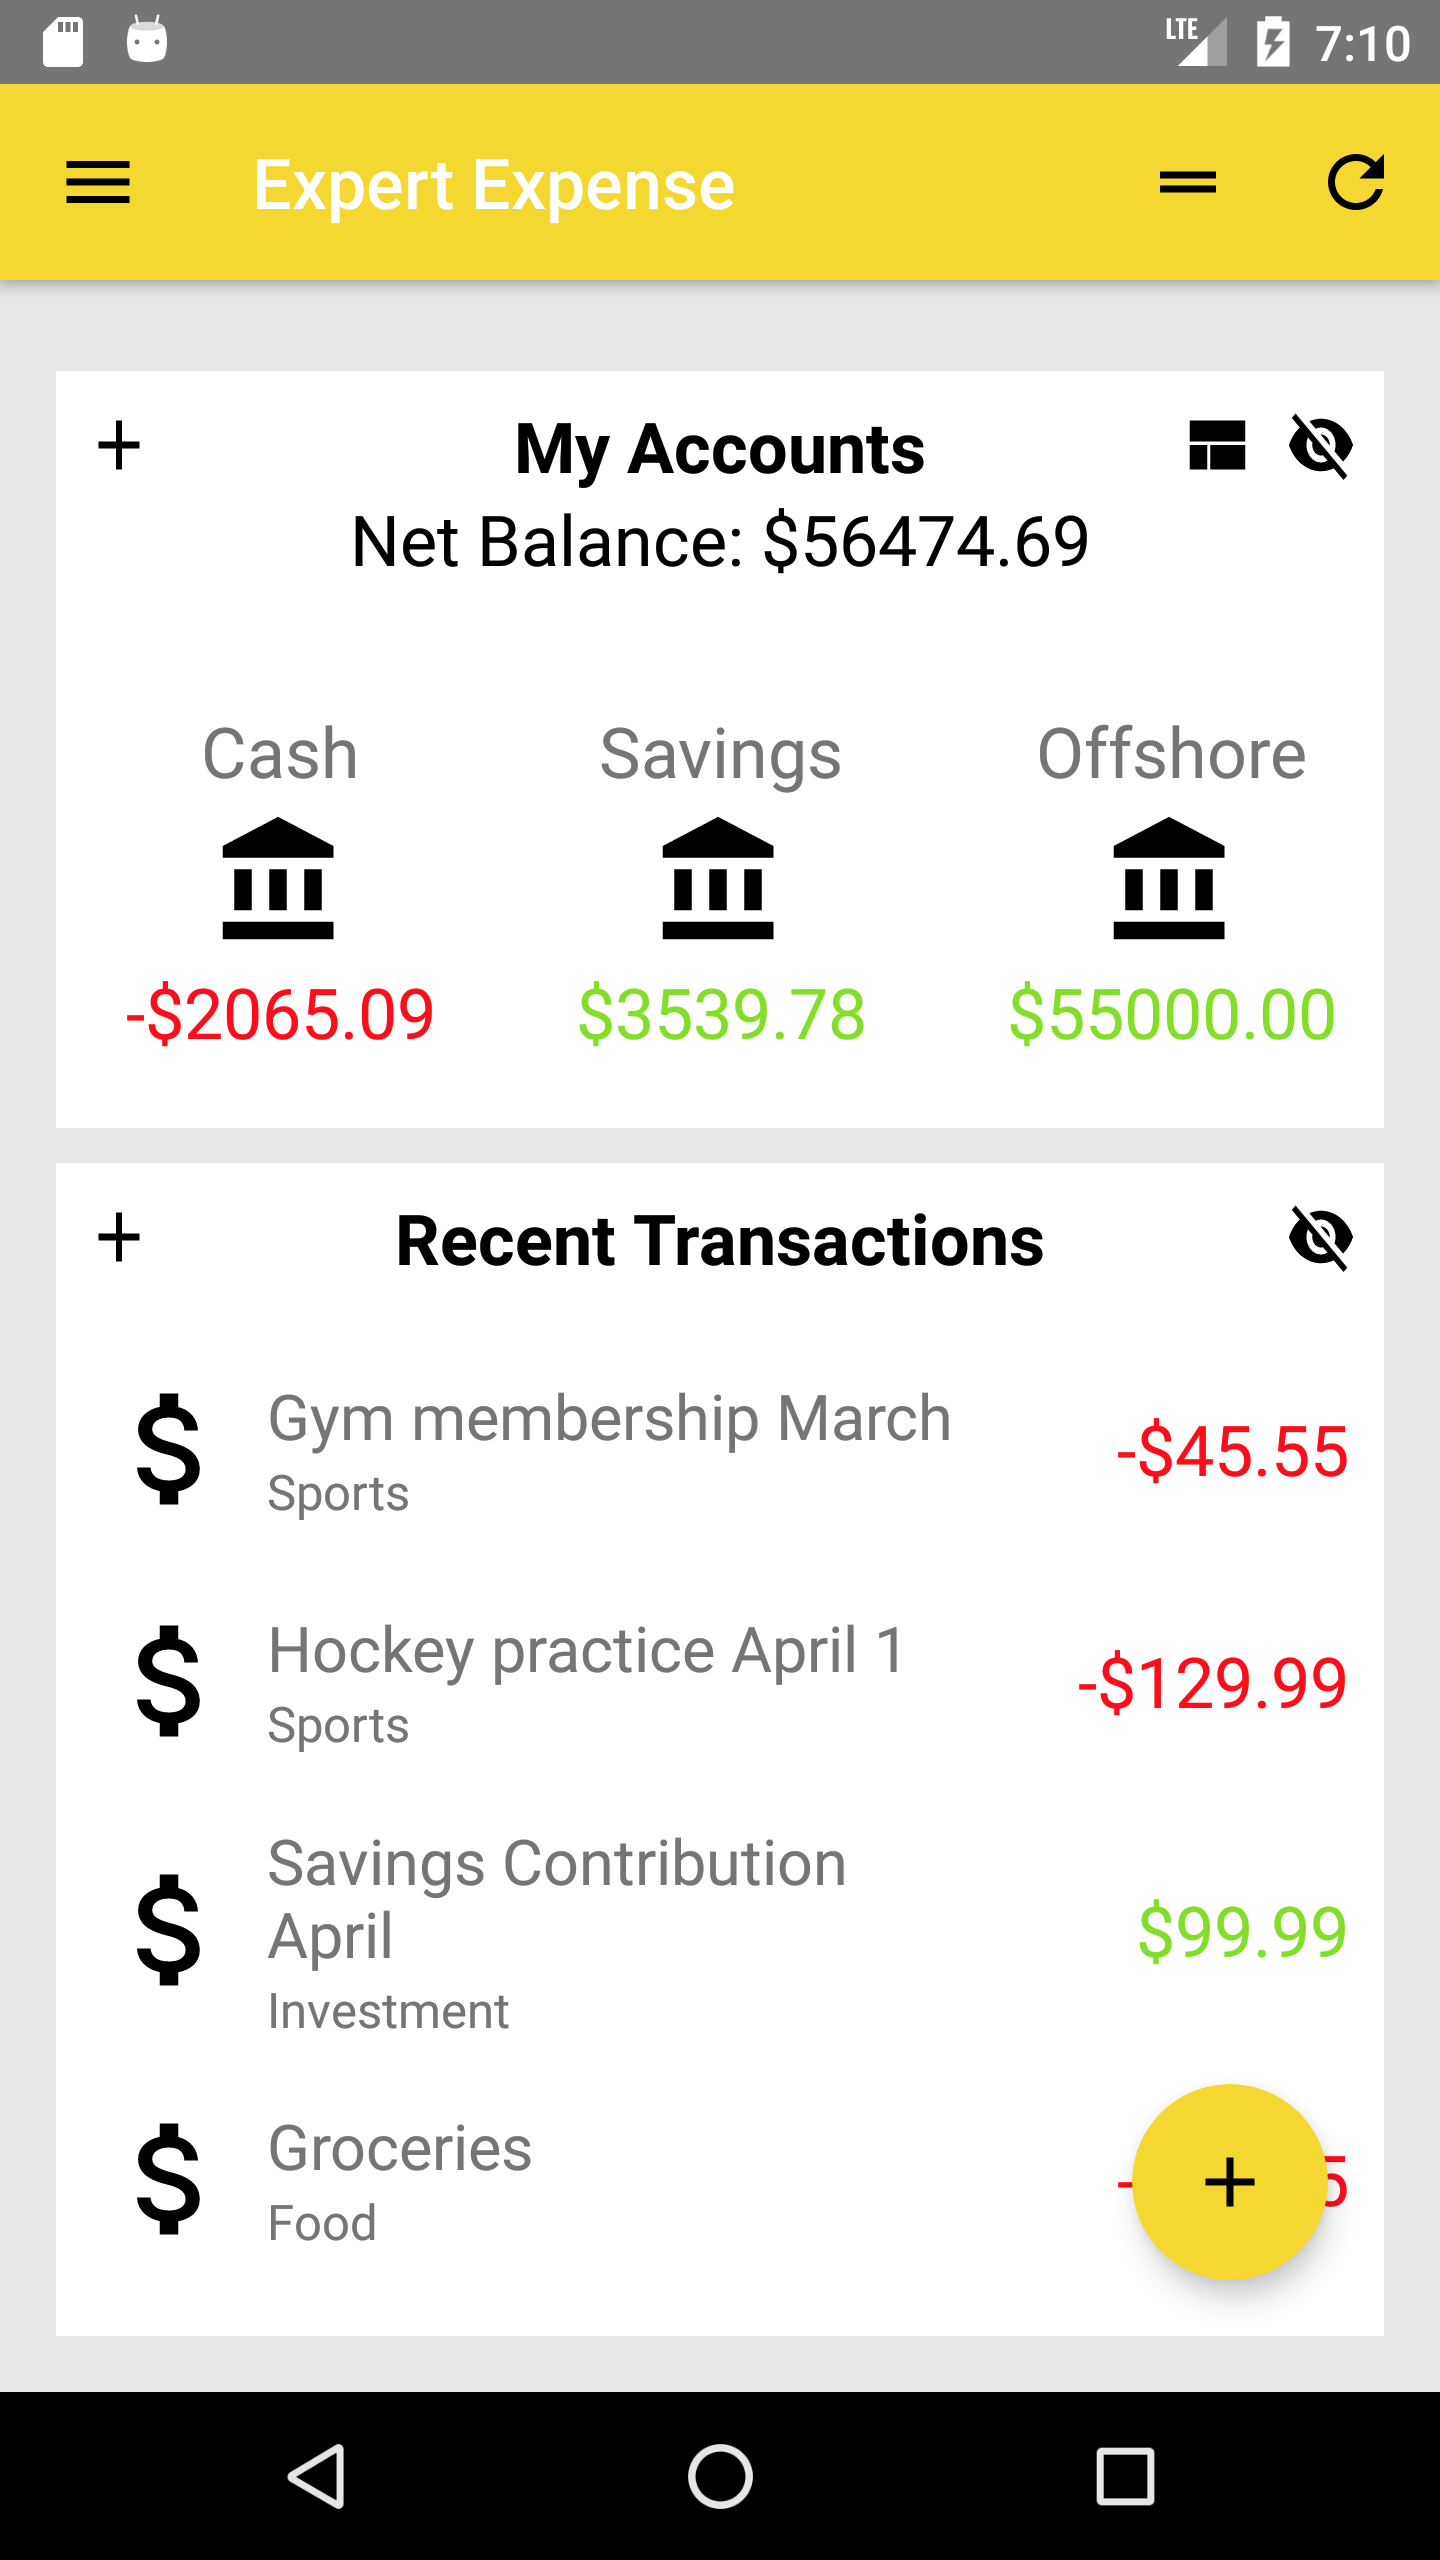 LTE 7:10
Expert Expense
My Accounts
Net Balance: $56474.69
Cash Savings Offshore
-$2065.09 $3539.78 $55000.00
Recent Transactions
Gym membership March
Sports
-$45.55
Hockey practice April 1
Sports
-$129.99
Savings Contribution
April
Investment
$99.99
Groceries
Food